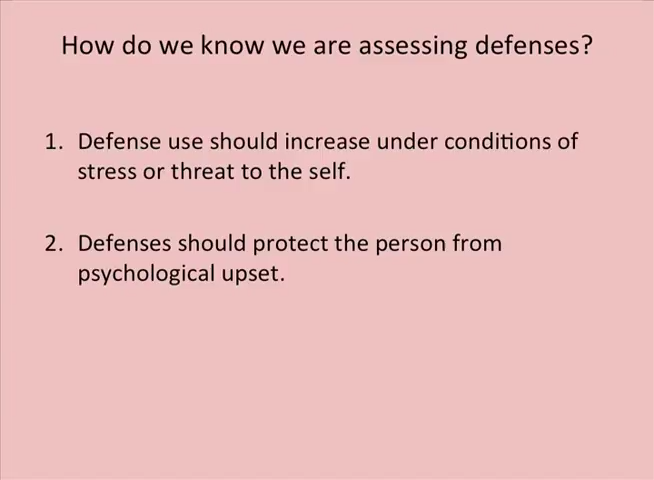 How do we know we are assessing defenses?
1. Defense use should increase under conditions of
stress or threat to the self.
2. Defenses should protect the person from
psychological upset.